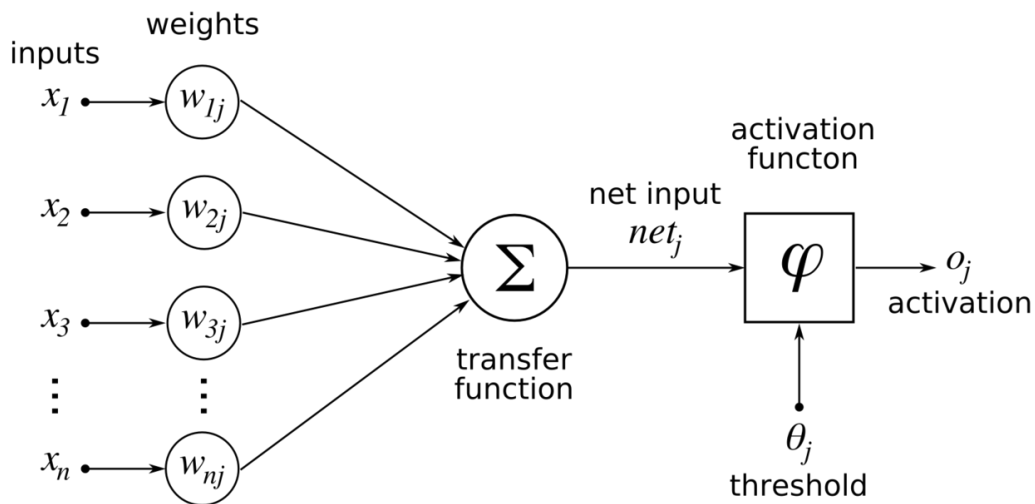 inputs
weights
x1
w1j
x2
w2j
x3
w3j
⋮
⋮
xn
wnj
Σ
transfer
function
net input
netj
activation
functon
φ
oj
activation
θj
threshold